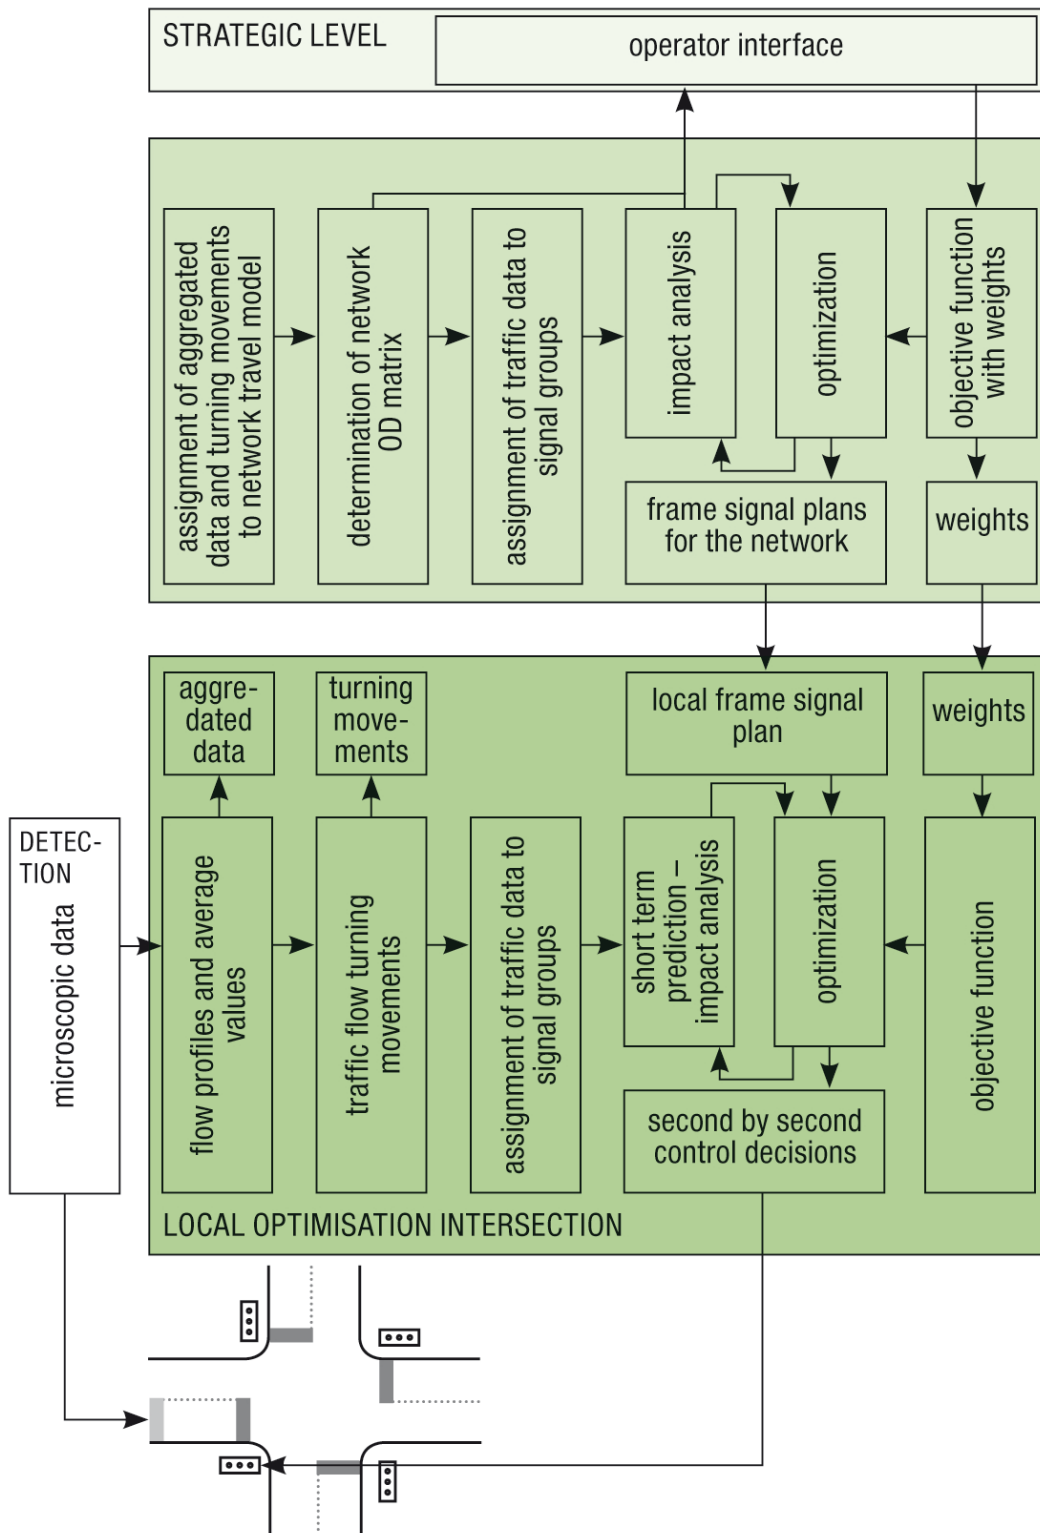 STRATEGIC LEVEL
operator interface
assignment of aggregated
data and turning movements
to network travel model
determination of network
OD matrix
assignment of traffic data to
signal groups
impact analysis
optimization
objective function
with weights
frame signal plans
for the network
weights
aggre-
dated
data
turning
move-
ments
local frame signal
plan
weights
DETEC-
TION
microscopic data
flow profiles and average
values
traffic flow turning
movements
assignment of traffic data to
signal groups
short term
prediction –
impact analysis
optimization
objective function
second by second
control decisions
LOCAL OPTIMISATION INTERSECTION